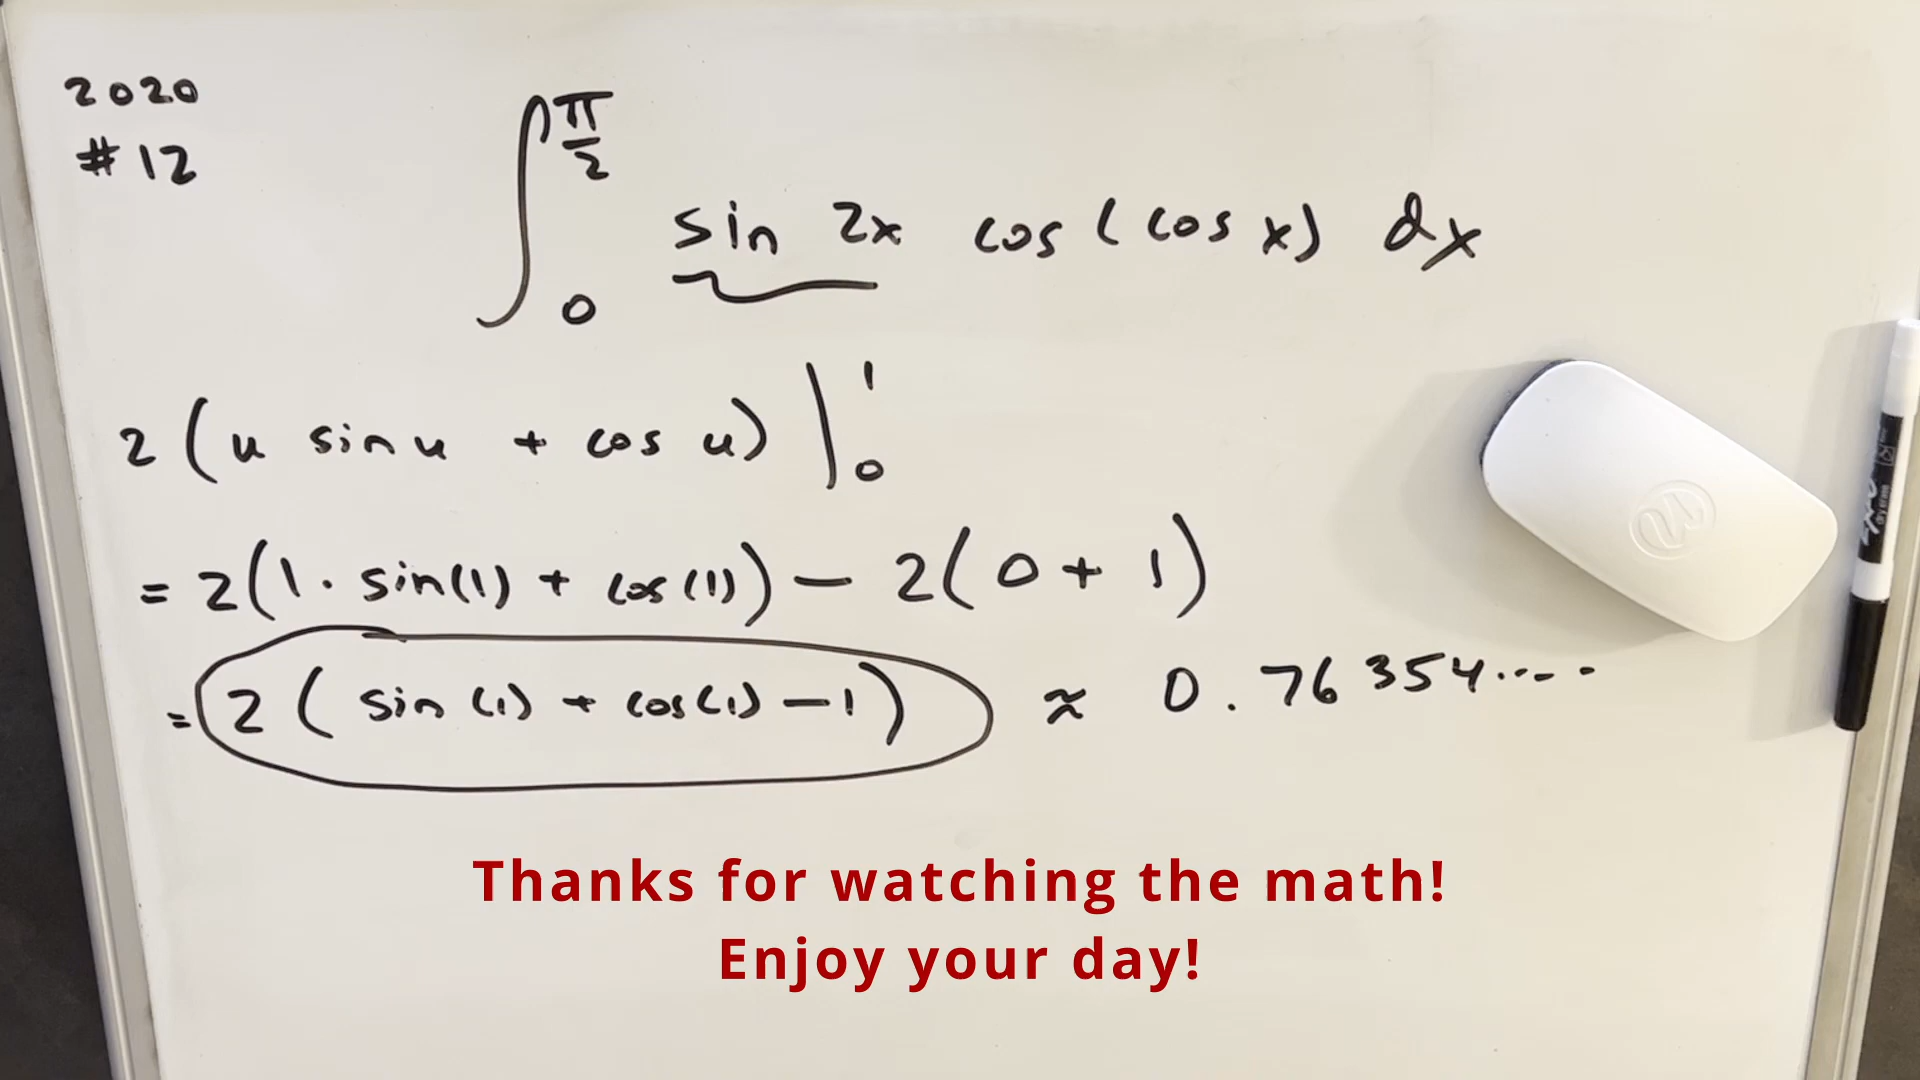 2020
#12
∫₀^(π/2) sin 2x cos(cos x) dx
2(u sin u + cos u)|₀¹
= 2(1· sin(1) + cos(1)) − 2(0 + 1)
= 2(sin(1) + cos(1) − 1) ≈ 0.76354....
Thanks for watching the math!
Enjoy your day!